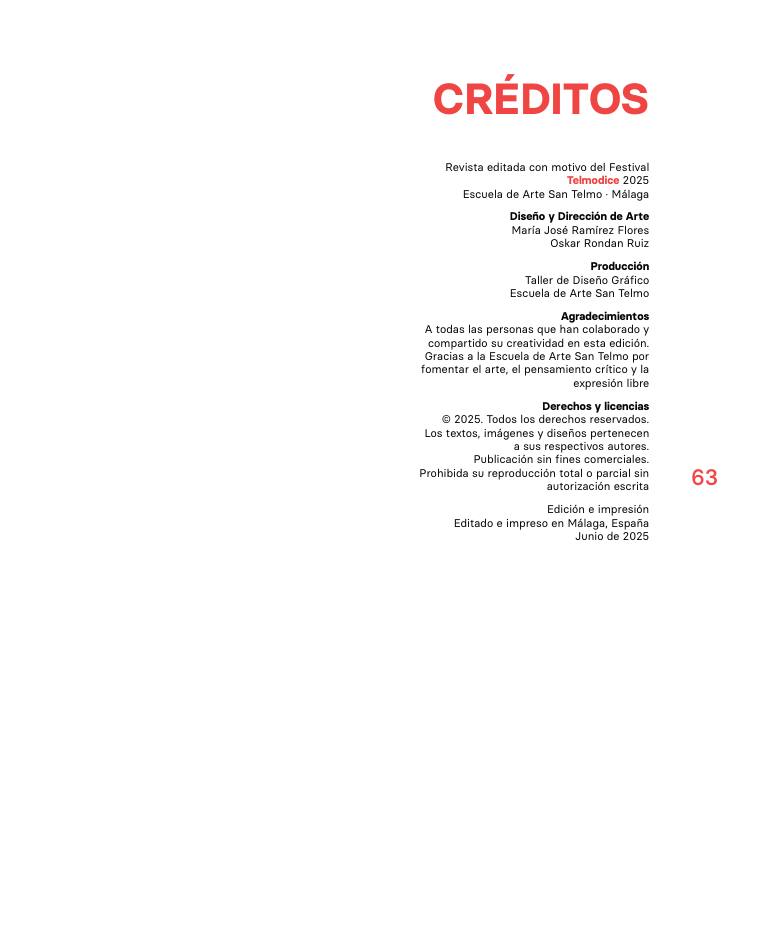 CRÉDITOS
Revista editada con motivo del Festival
Telmodice 2025
Escuela de Arte San Telmo · Málaga
Diseño y Dirección de Arte
María José Ramírez Flores
Oskar Rondan Ruiz
Producción
Taller de Diseño Gráfico
Escuela de Arte San Telmo
Agradecimientos
A todas las personas que han colaborado y
compartido su creatividad en esta edición.
Gracias a la Escuela de Arte San Telmo por
fomentar el arte, el pensamiento crítico y la
expresión libre
Derechos y licencias
© 2025. Todos los derechos reservados.
Los textos, imágenes y diseños pertenecen
a sus respectivos autores.
Publicación sin fines comerciales.
Prohibida su reproducción total o parcial sin
autorización escrita
63
Edición e impresión
Editado e impreso en Málaga, España
Junio de 2025